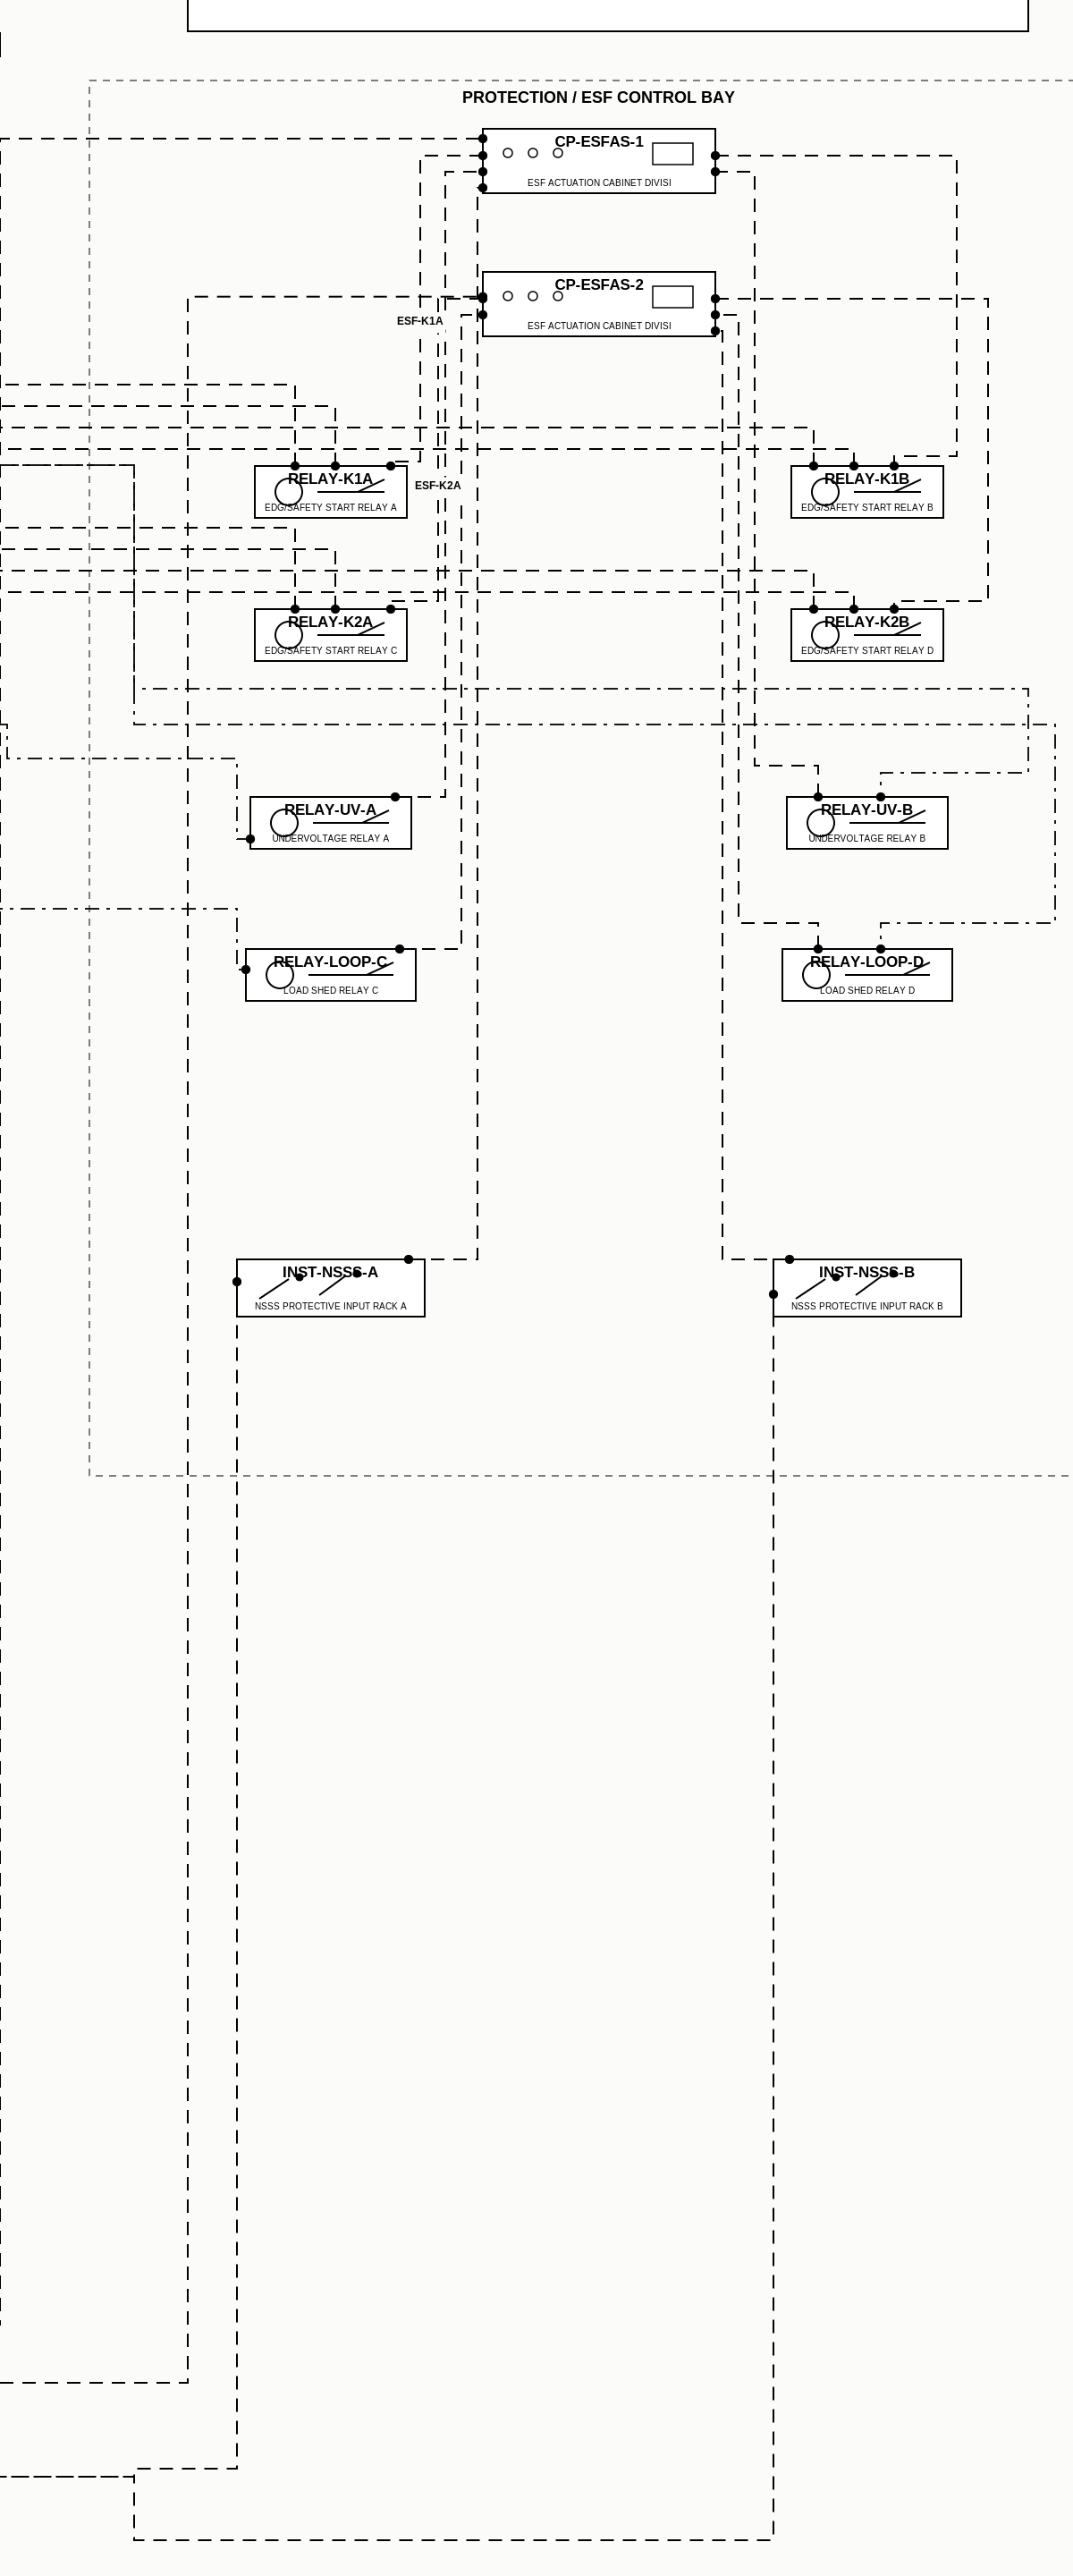 PROTECTION / ESF CONTROL BAY
CP-ESFAS-1
ESF ACTUATION CABINET DIVISI
CP-ESFAS-2
ESF ACTUATION CABINET DIVISI
ESF-K1A
RELAY-K1A
EDG/SAFETY START RELAY A
ESF-K2A
RELAY-K1B
EDG/SAFETY START RELAY B
RELAY-K2A
EDG/SAFETY START RELAY C
RELAY-K2B
EDG/SAFETY START RELAY D
RELAY-UV-A
UNDERVOLTAGE RELAY A
RELAY-UV-B
UNDERVOLTAGE RELAY B
RELAY-LOOP-C
LOAD SHED RELAY C
RELAY-LOOP-D
LOAD SHED RELAY D
INST-NSSS-A
NSSS PROTECTIVE INPUT RACK A
INST-NSSS-B
NSSS PROTECTIVE INPUT RACK B